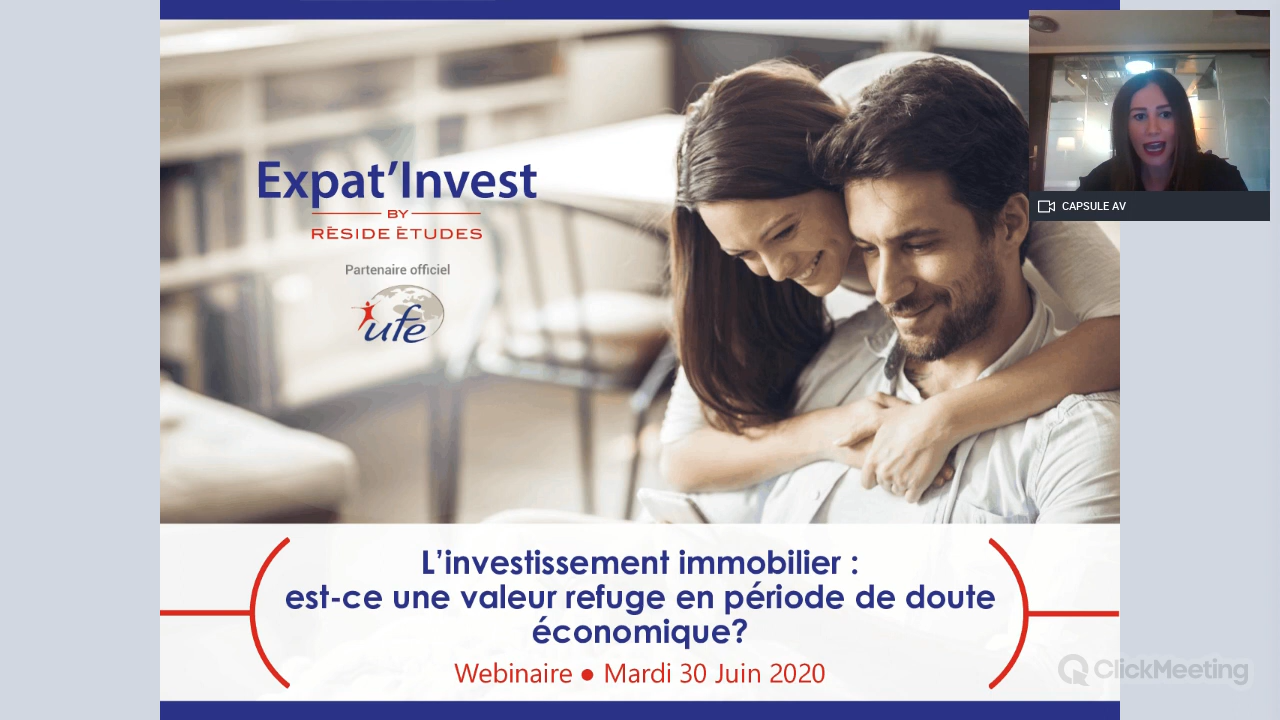 Expat'Invest
BY
RÉSIDE ÉTUDES
Partenaire officiel
ufe
CAPSULE AV
L'investissement immobilier :
est-ce une valeur refuge en période de doute
économique?
Webinaire ● Mardi 30 Juin 2020
ClickMeeting